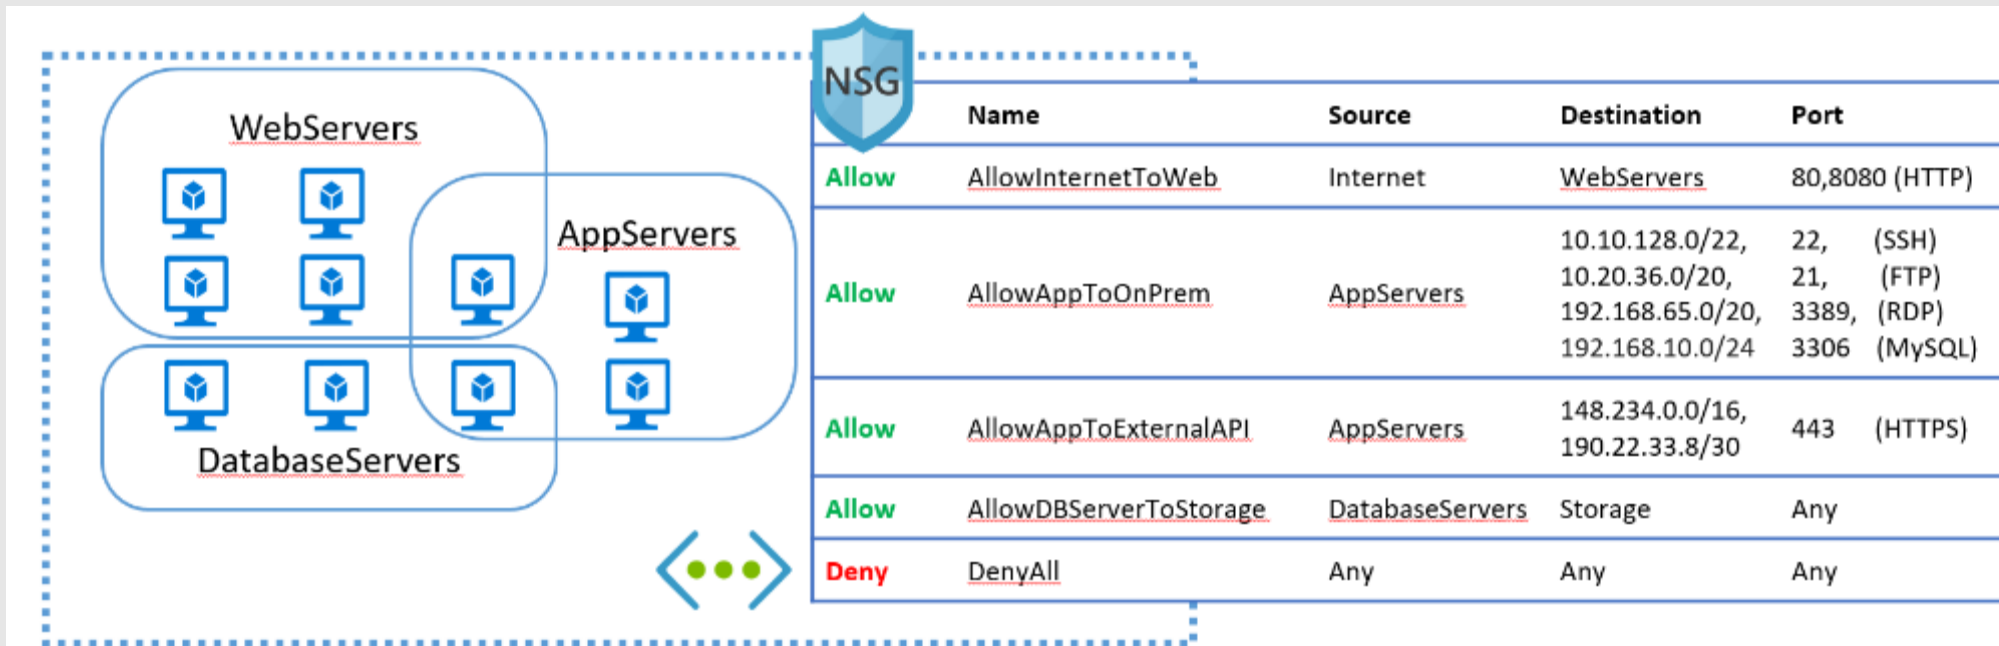 WebServers
AppServers
DatabaseServers
NSG
Name Source Destination Port
Allow AllowInternetToWeb Internet WebServers 80,8080 (HTTP)
Allow AllowAppToOnPrem AppServers
10.10.128.0/22, 22, (SSH)
10.20.36.0/20, 21, (FTP)
192.168.65.0/20, 3389, (RDP)
192.168.10.0/24 3306 (MySQL)
Allow AllowAppToExternalAPI AppServers
148.234.0.0/16,
190.22.33.8/30
443 (HTTPS)
Allow AllowDBServerToStorage DatabaseServers Storage Any
Deny DenyAll Any Any Any